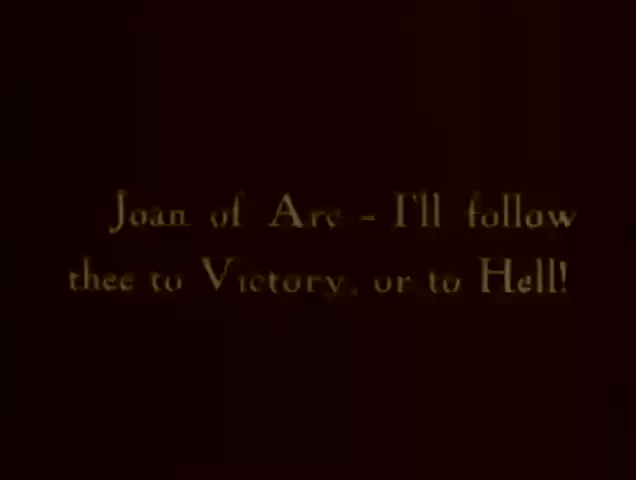 Joan of Arc - I'll follow
thee to Victory, or to Hell!